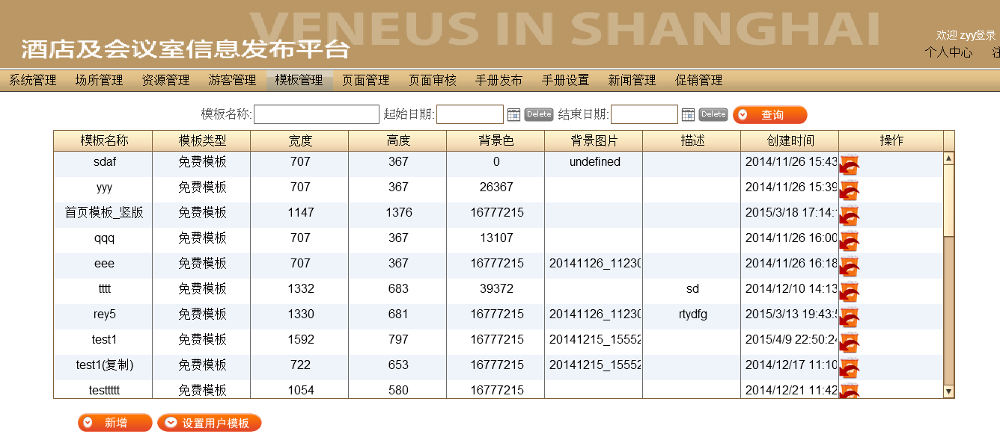 VENEUS IN SHANGHAI
酒店及会议室信息发布平台
欢迎 zyy登录
个人中心
系统管理 场所管理 资源管理 游客管理 模板管理 页面管理 页面审核 手册发布 手册设置 新闻管理 促销管理
模板名称: 起始日期: Delete 结束日期: Delete 查询
模板名称 模板类型 宽度 高度 背景色 背景图片 描述 创建时间 操作
sdaf 免费模板 707 367 0 undefined 2014/11/26 15:43
yyy 免费模板 707 367 26367 2014/11/26 15:39
首页模板_竖版 免费模板 1147 1376 16777215 2015/3/18 17:14:
qqq 免费模板 707 367 13107 2014/11/26 16:00
eee 免费模板 707 367 16777215 20141126_11230 2014/11/26 16:18
tttt 免费模板 1332 683 39372 sd 2014/12/10 14:13
rey5 免费模板 1330 681 16777215 20141126_11230 rtydfg 2015/3/13 19:43:
test1 免费模板 1592 797 16777215 20141215_15552 2015/4/9 22:50:24
test1(复制) 免费模板 722 653 16777215 20141215_15552 2014/12/17 11:10
testtttt 免费模板 1054 580 16777215 2014/12/21 11:42
新增 设置用户模板